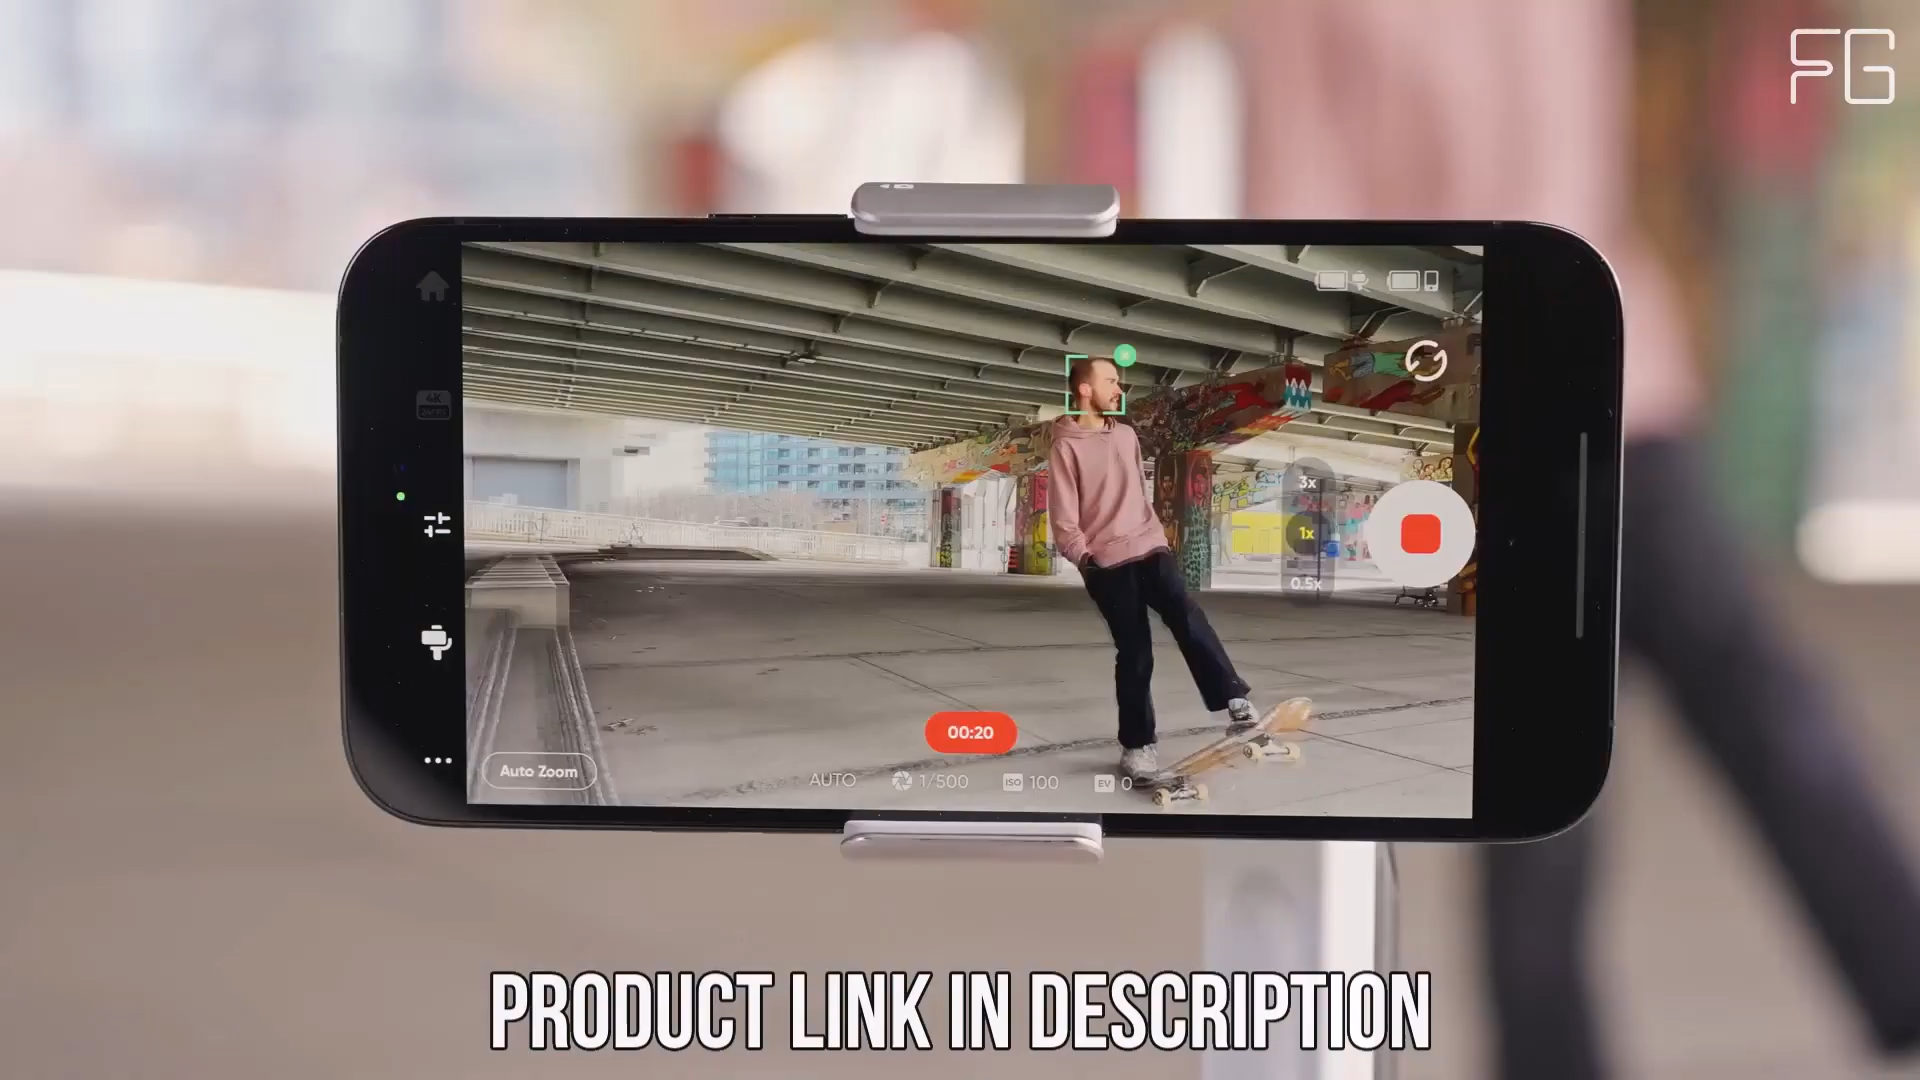 FG
4K
3x
1x
0.5x
00:20
Auto Zoom
AUTO 1/500 ISO 100 EV 0
PRODUCT LINK IN DESCRIPTION